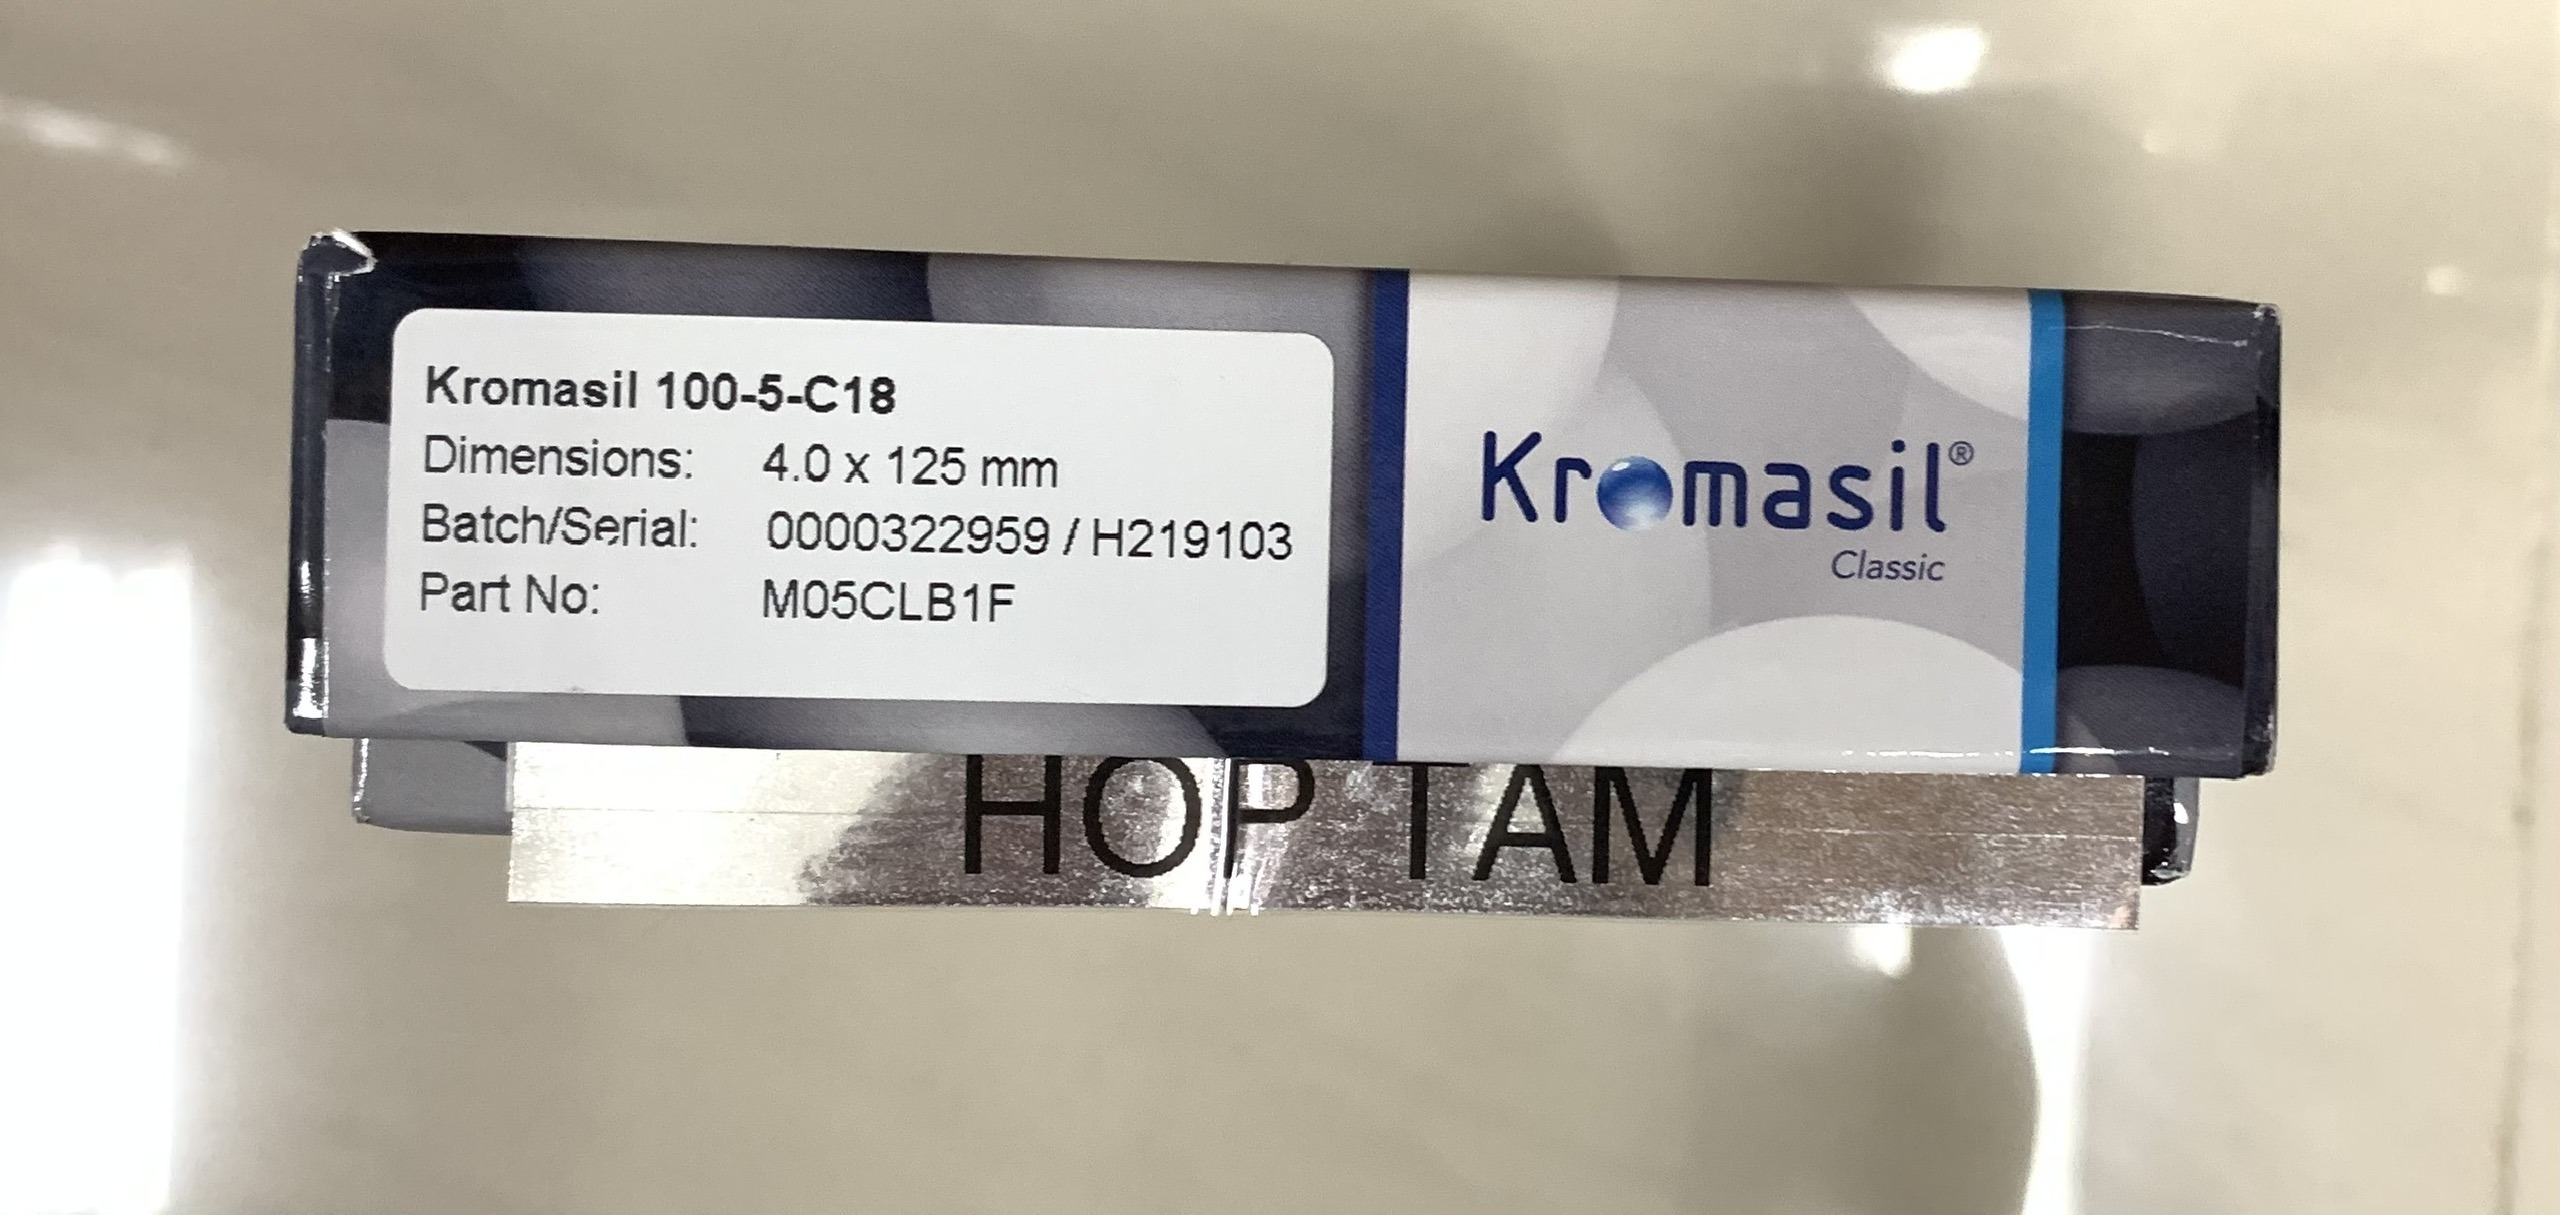 Kromasil 100-5-C18
Dimensions: 4.0 x 125 mm
Batch/Serial: 0000322959 / H219103
Part No: M05CLB1F
Kromasil®
Classic
HOP TAM